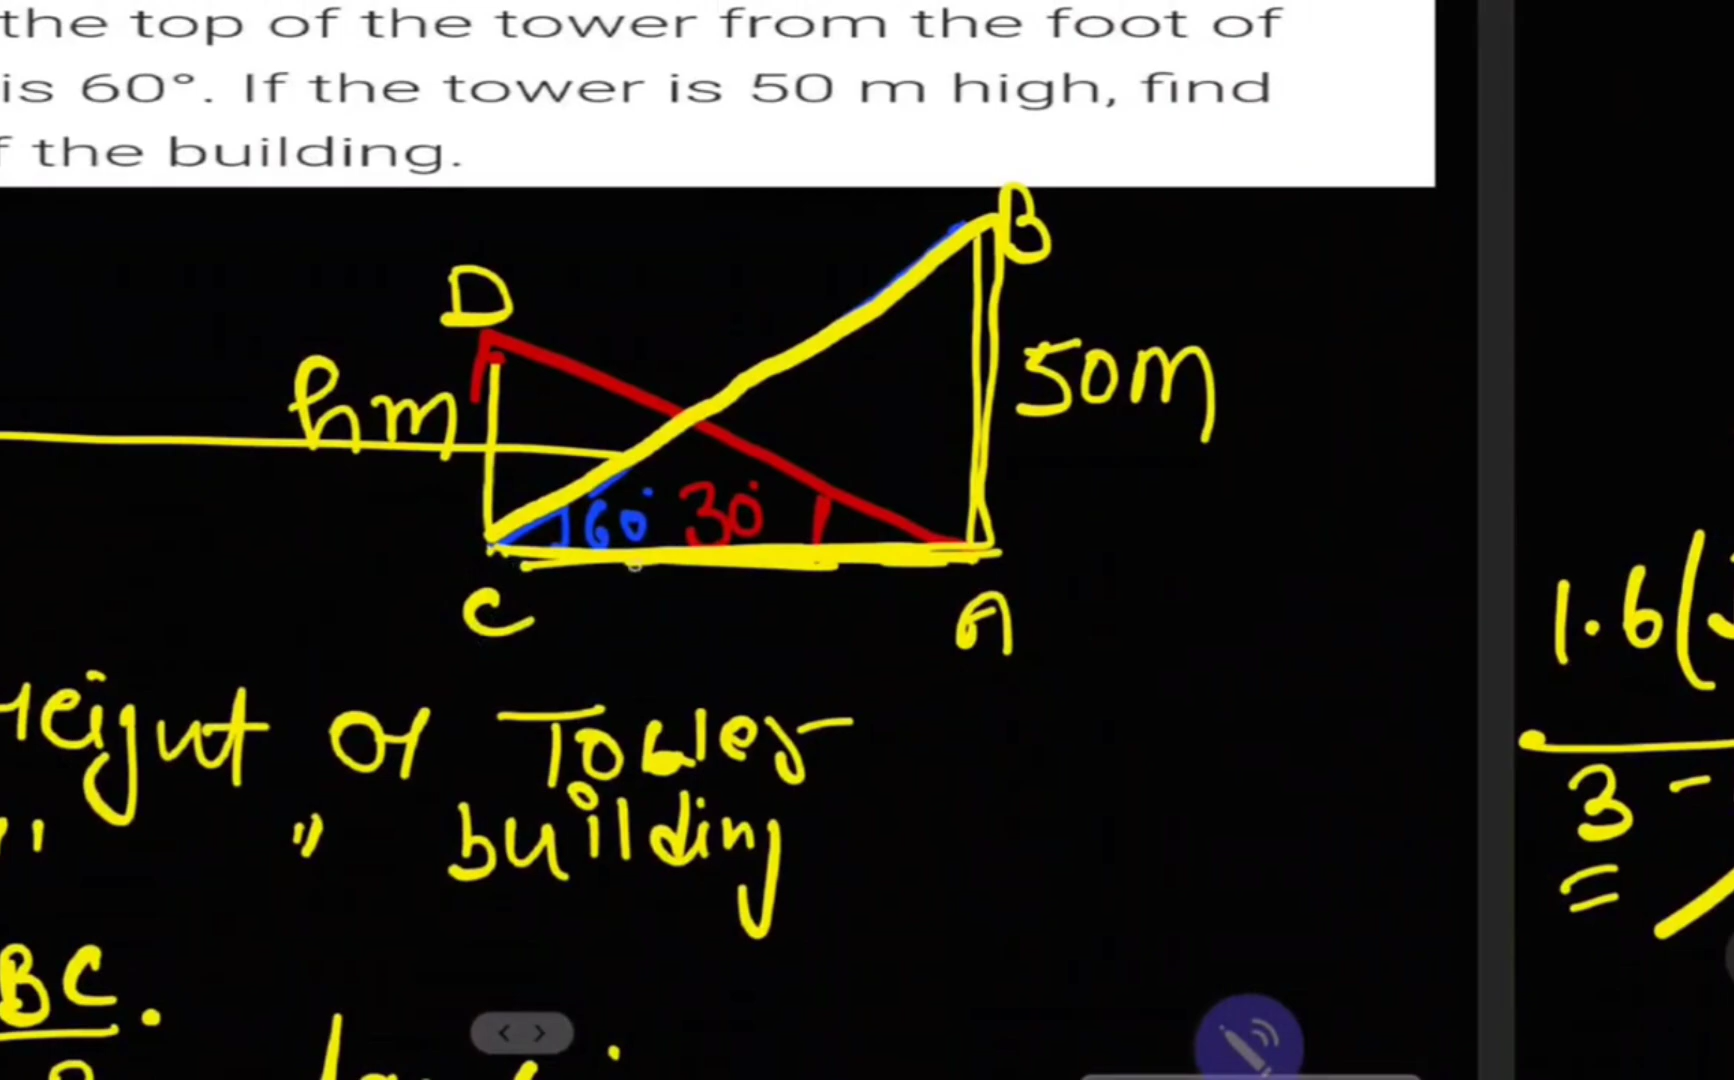 the top of the tower from the foot of
is 60°. If the tower is 50 m high, find
f the building.
B
D
hm
50m
60° 30°
C
A
1.6(
Height of Tower
" " building
3
=
BC.